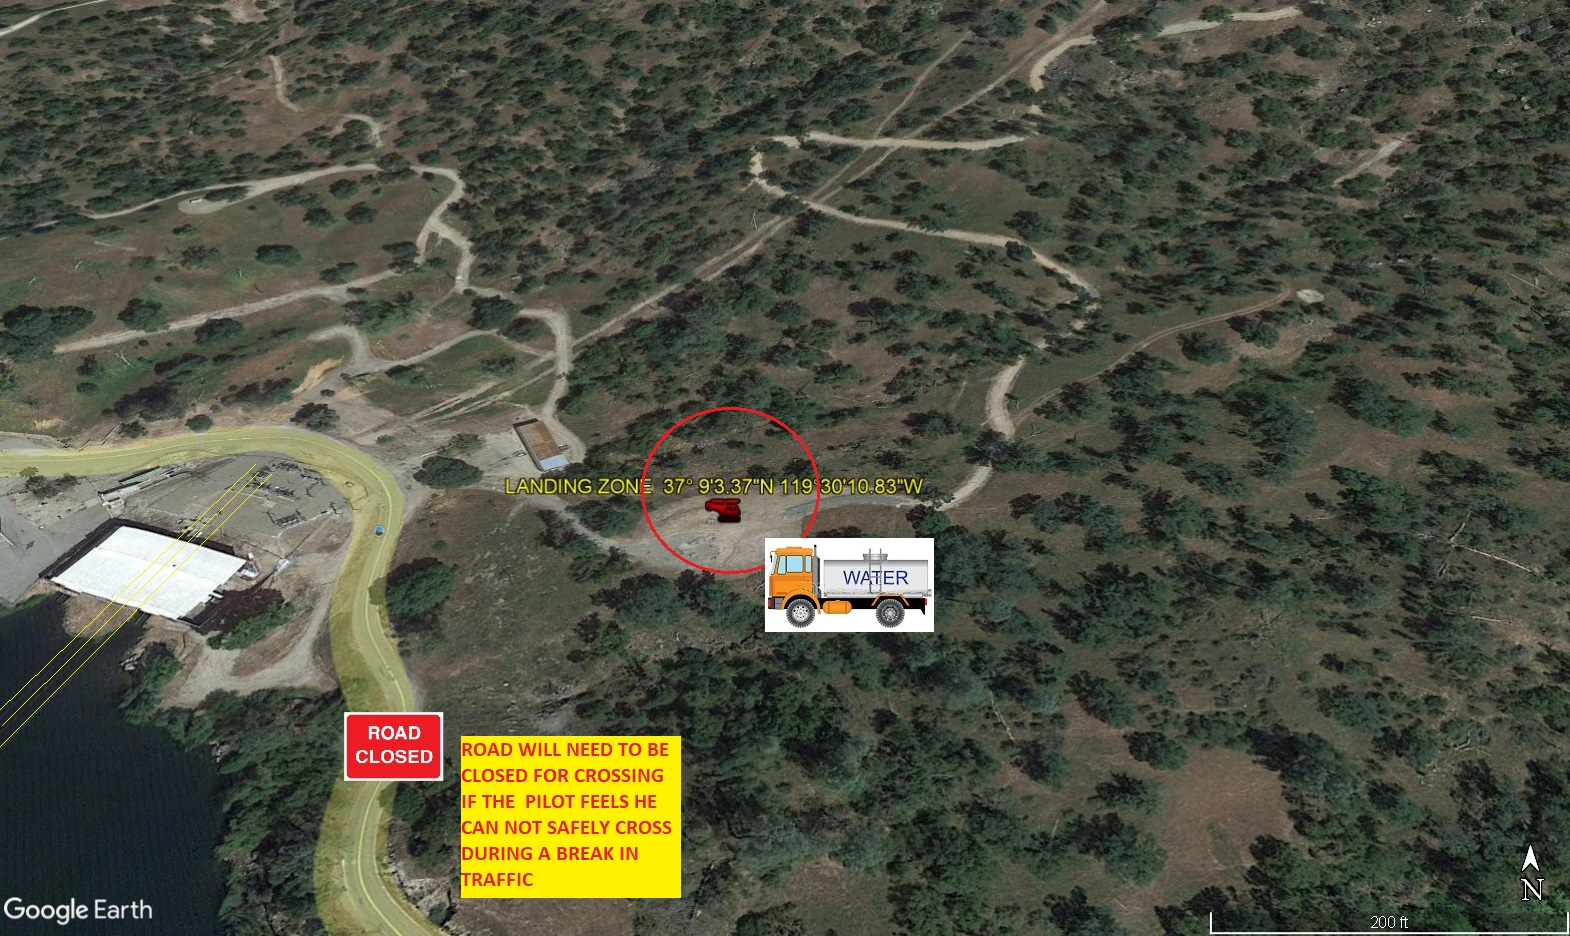 LANDING ZONE 37° 9'3.37"N 119°30'10.83"W
WATER
ROAD
CLOSED
ROAD WILL NEED TO BE
CLOSED FOR CROSSING
IF THE PILOT FEELS HE
CAN NOT SAFELY CROSS
DURING A BREAK IN
TRAFFIC
N
Google Earth
200 ft